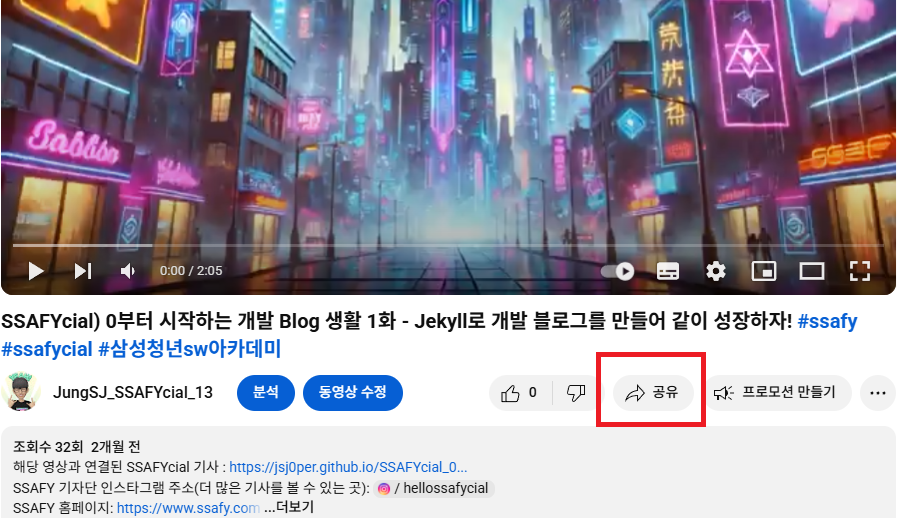 0:00 / 2:05
SSAFYcial) 0부터 시작하는 개발 Blog 생활 1화 - Jekyll로 개발 블로그를 만들어 같이 성장하자! #ssafy
#ssafycial #삼성청년sw아카데미
JungSJ_SSAFYcial_13 분석 동영상 수정 0 공유 프로모션 만들기
조회수 32회 2개월 전
해당 영상과 연결된 SSAFYcial 기사 : https://jsj0per.github.io/SSAFYcial_0...
SSAFY 기자단 인스타그램 주소(더 많은 기사를 볼 수 있는 곳): / hellossafycial
SSAFY 홈페이지: https://www.ssafy.com ...더보기